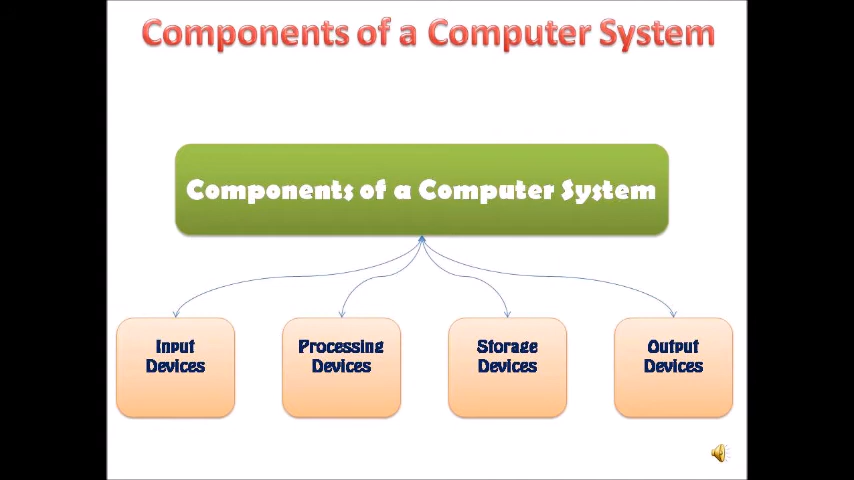 Components of a Computer System
Components of a Computer System
Input
Devices
Processing
Devices
Storage
Devices
Output
Devices